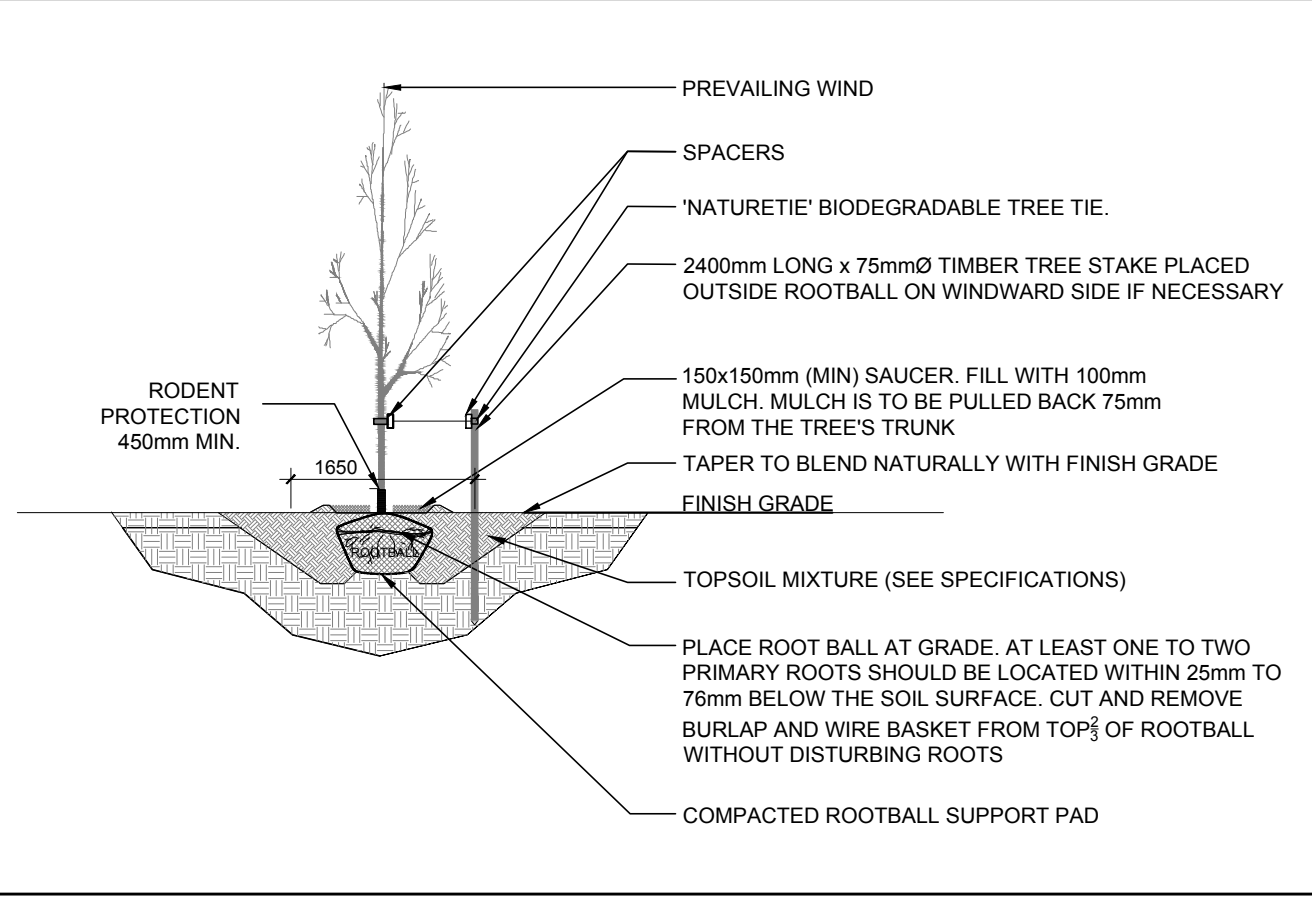 PREVAILING WIND
SPACERS
'NATURETIE' BIODEGRADABLE TREE TIE.
2400mm LONG x 75mmØ TIMBER TREE STAKE PLACED
OUTSIDE ROOTBALL ON WINDWARD SIDE IF NECESSARY
150x150mm (MIN) SAUCER. FILL WITH 100mm
MULCH. MULCH IS TO BE PULLED BACK 75mm
FROM THE TREE'S TRUNK
RODENT
PROTECTION
450mm MIN.
1650
TAPER TO BLEND NATURALLY WITH FINISH GRADE
FINISH GRADE
ROOTBALL
TOPSOIL MIXTURE (SEE SPECIFICATIONS)
PLACE ROOT BALL AT GRADE. AT LEAST ONE TO TWO
PRIMARY ROOTS SHOULD BE LOCATED WITHIN 25mm TO
76mm BELOW THE SOIL SURFACE. CUT AND REMOVE
BURLAP AND WIRE BASKET FROM TOP 2/3 OF ROOTBALL
WITHOUT DISTURBING ROOTS
COMPACTED ROOTBALL SUPPORT PAD